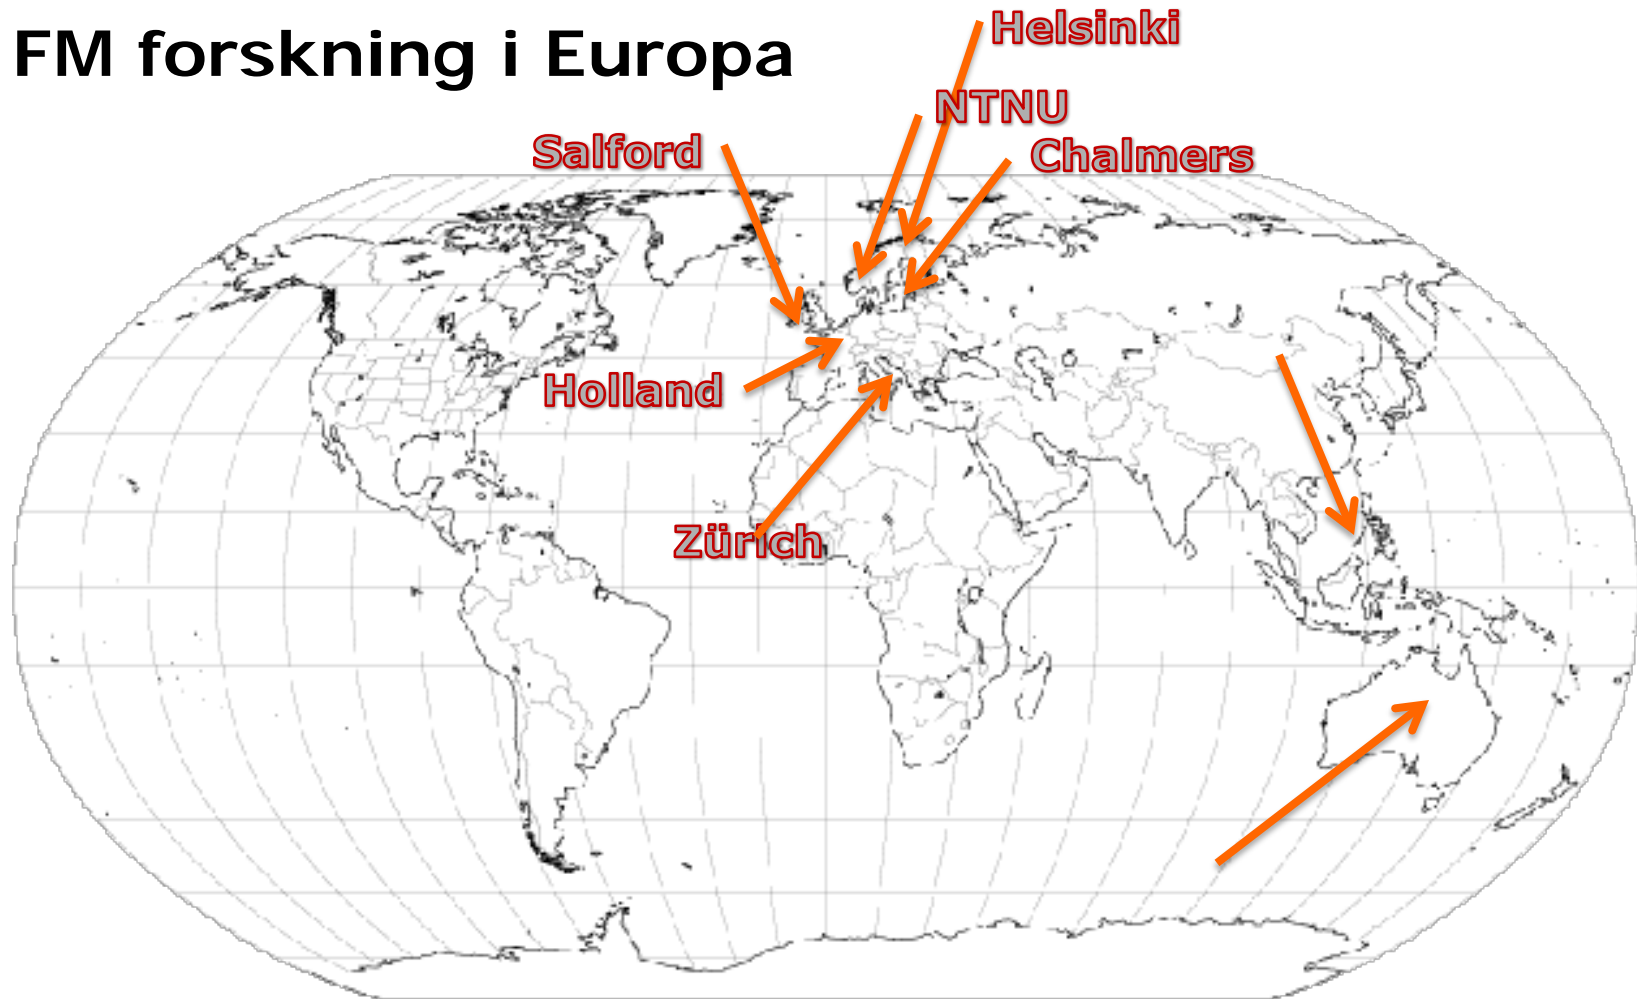 FM forskning i Europa
Helsinki
NTNU
Salford
Chalmers
Holland
Zürich